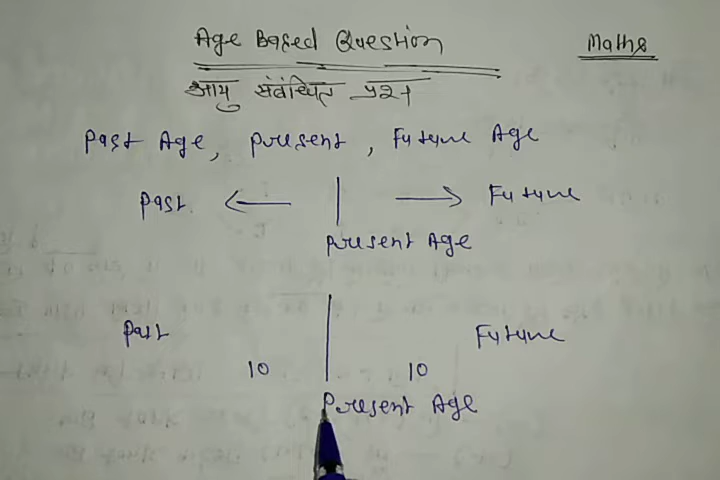 Age Based Question Maths
आयु संबंधित प्रश्न
Past Age, Present, Future Age
Past ← | → Future
Present Age
Past | Future
10 10
Present Age